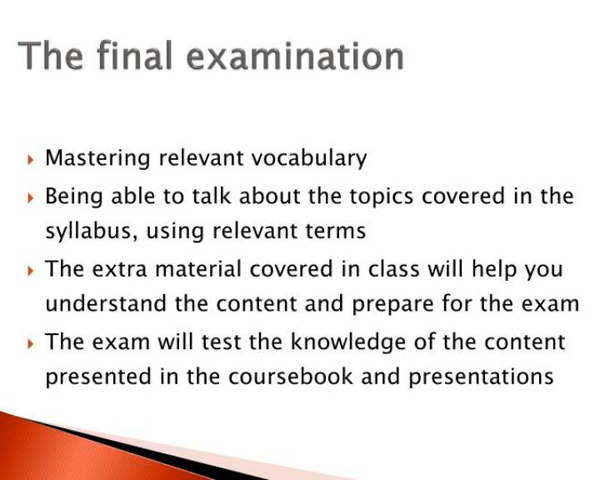 The final examination
Mastering relevant vocabulary
Being able to talk about the topics covered in the
syllabus, using relevant terms
The extra material covered in class will help you
understand the content and prepare for the exam
The exam will test the knowledge of the content
presented in the coursebook and presentations